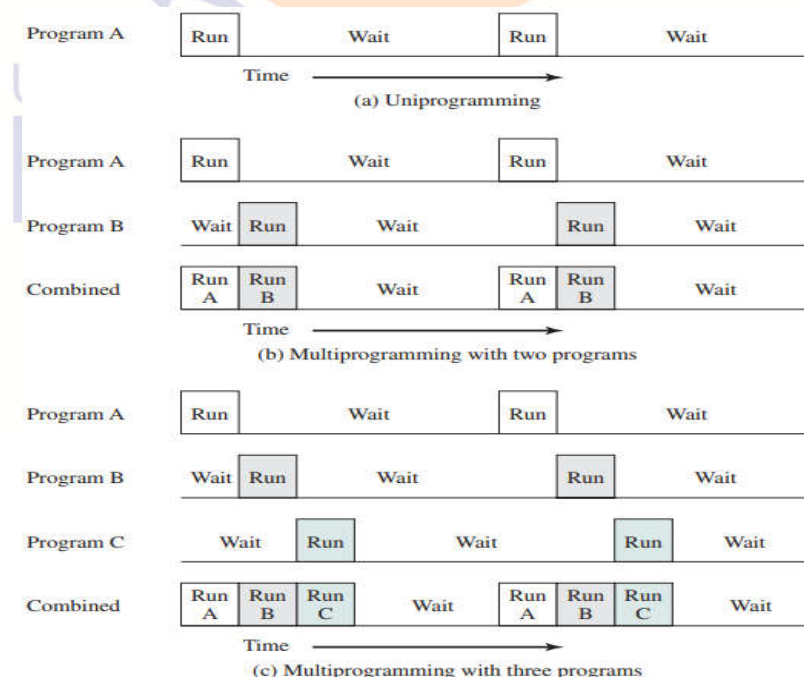 Program A Run Wait Run Wait
Time
(a) Uniprogramming
Program A Run Wait Run Wait
Program B Wait Run Wait Run Wait
Combined Run A Run B Wait Run A Run B Wait
Time
(b) Multiprogramming with two programs
Program A Run Wait Run Wait
Program B Wait Run Wait Run Wait
Program C Wait Run Wait Run Wait
Combined Run A Run B Run C Wait Run A Run B Run C Wait
Time
(c) Multiprogramming with three programs